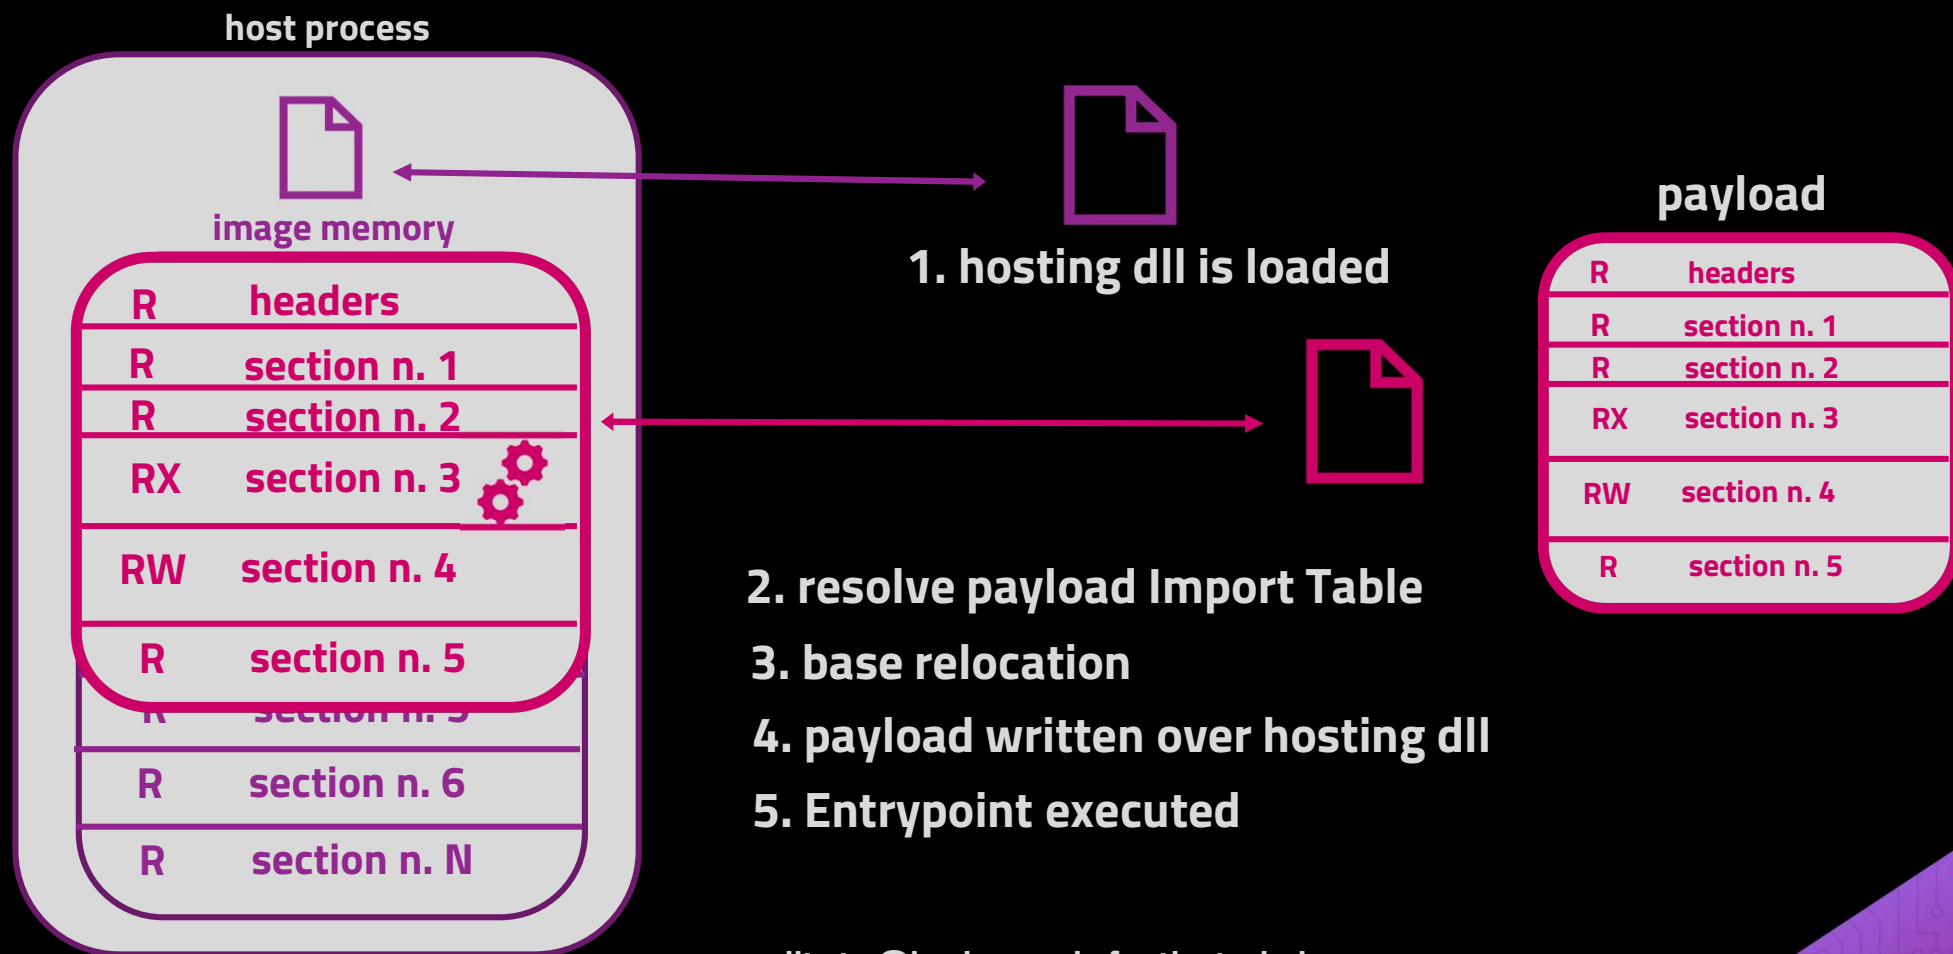 host process
image memory
R headers
R section n. 1
R section n. 2
RX section n. 3
RW section n. 4
R section n. 5
R section n. 5
R section n. 6
R section n. N
1. hosting dll is loaded
2. resolve payload Import Table
3. base relocation
4. payload written over hosting dll
5. Entrypoint executed
payload
R headers
R section n. 1
R section n. 2
RX section n. 3
RW section n. 4
R section n. 5